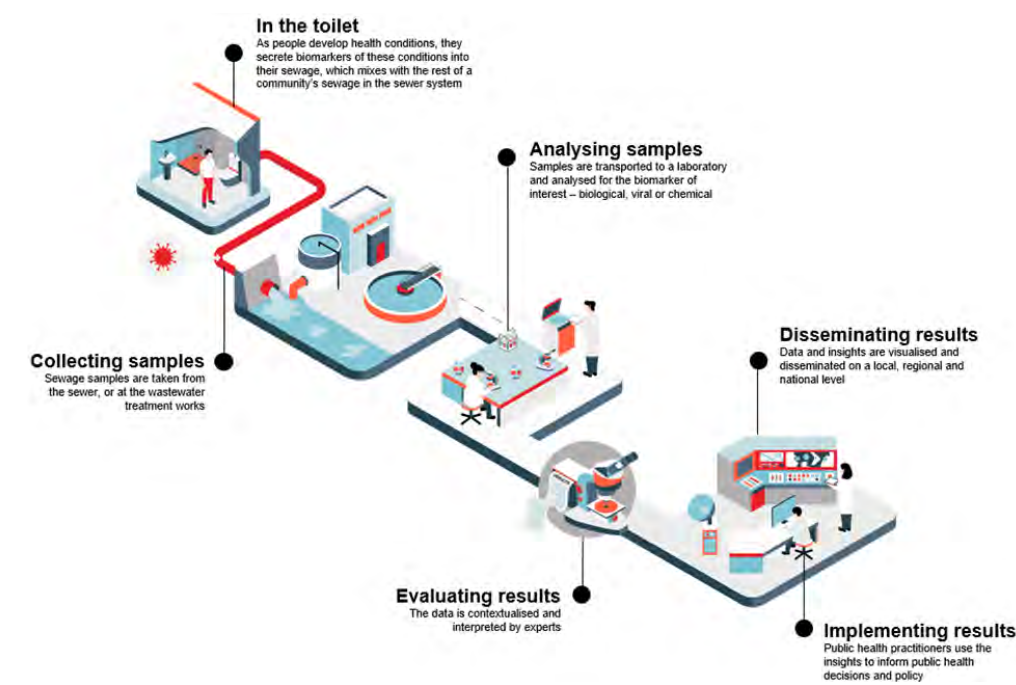 In the toilet
As people develop health conditions, they
secrete biomarkers of these conditions into
their sewage, which mixes with the rest of a
community's sewage in the sewer system
Analysing samples
Samples are transported to a laboratory
and analysed for the biomarker of
interest – biological, viral or chemical
Collecting samples
Sewage samples are taken from
the sewer, or at the wastewater
treatment works
Disseminating results
Data and insights are visualised and
disseminated on a local, regional and
national level
Evaluating results
The data is contextualised and
interpreted by experts
Implementing results
Public health practitioners use the
insights to inform public health
decisions and policy